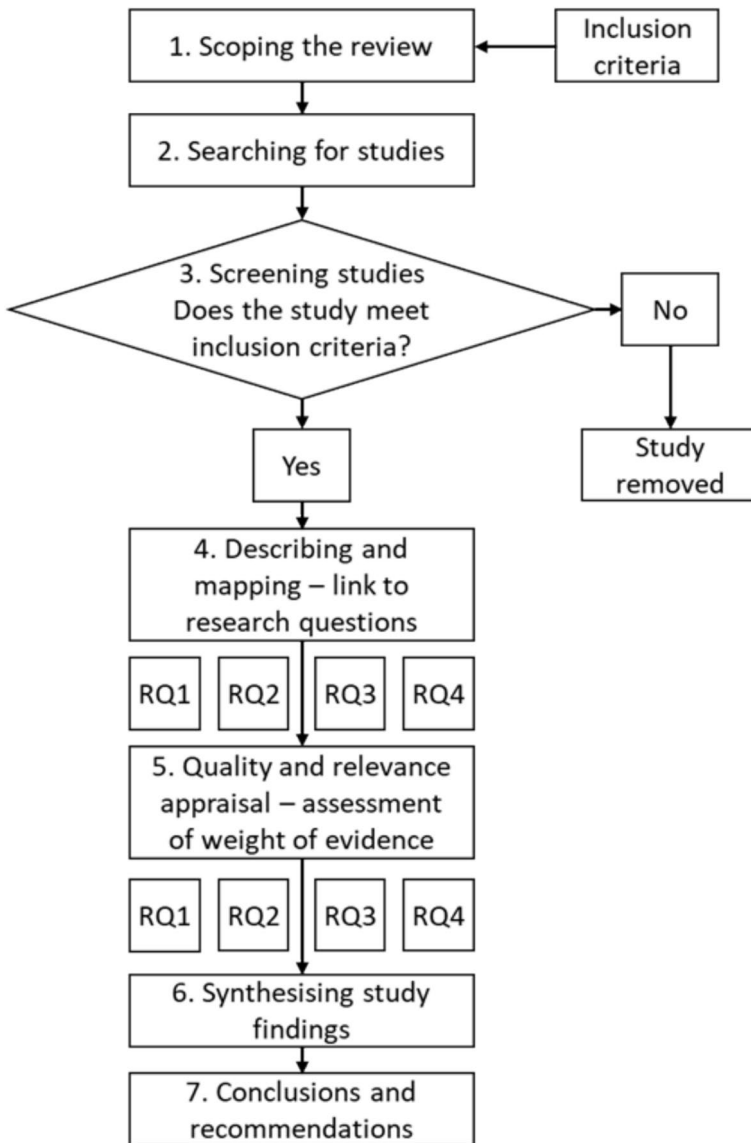 1. Scoping the review
Inclusion
criteria
2. Searching for studies
3. Screening studies
Does the study meet
inclusion criteria?
No
Yes
Study
removed
4. Describing and
mapping – link to
research questions
RQ1
RQ2
RQ3
RQ4
5. Quality and relevance
appraisal – assessment
of weight of evidence
RQ1
RQ2
RQ3
RQ4
6. Synthesising study
findings
7. Conclusions and
recommendations